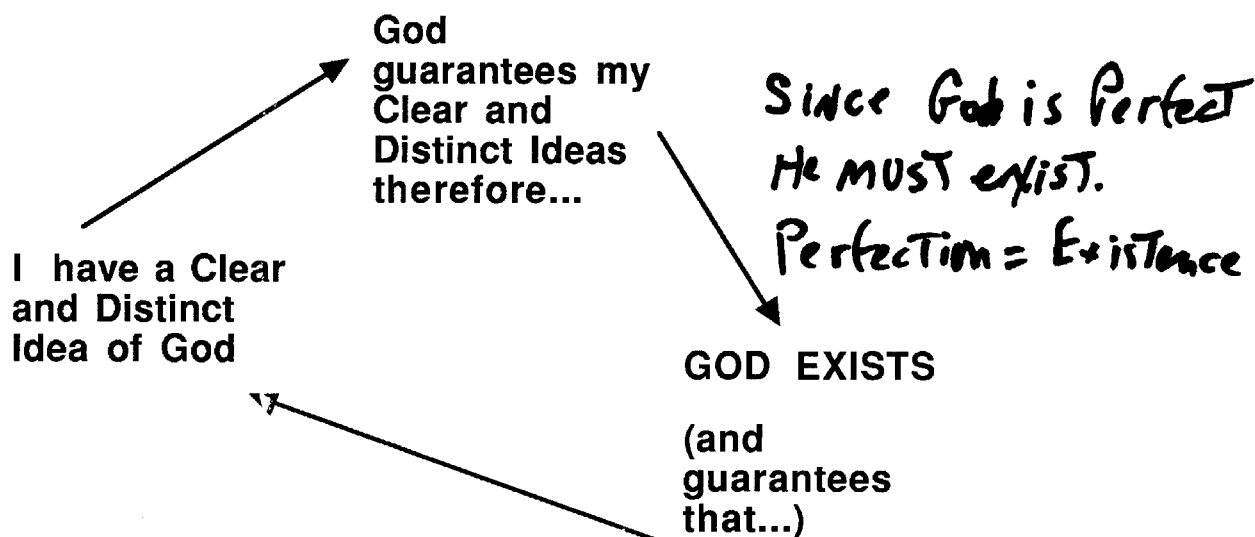 God
guarantees my
Clear and
Distinct Ideas
therefore...
Since God is Perfect
He must exist.
Perfection = Existence
I have a Clear
and Distinct
Idea of God
GOD EXISTS
(and
guarantees
that...)